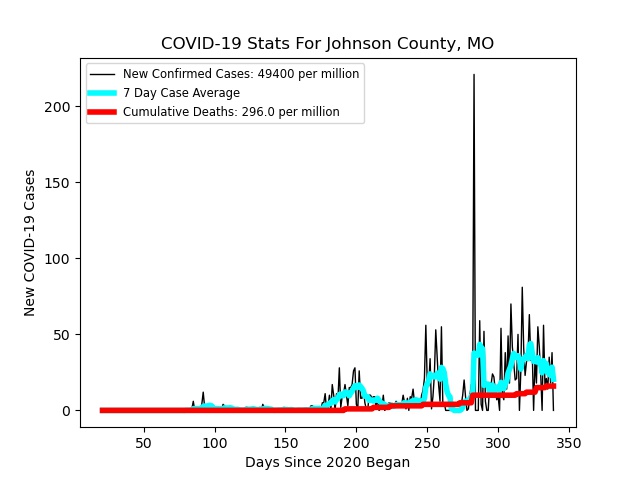 COVID-19 Stats For Johnson County, MO
New Confirmed Cases: 49400 per million
7 Day Case Average
Cumulative Deaths: 296.0 per million
New COVID-19 Cases
200
150
100
50
0
50 100 150 200 250 300 350
Days Since 2020 Began